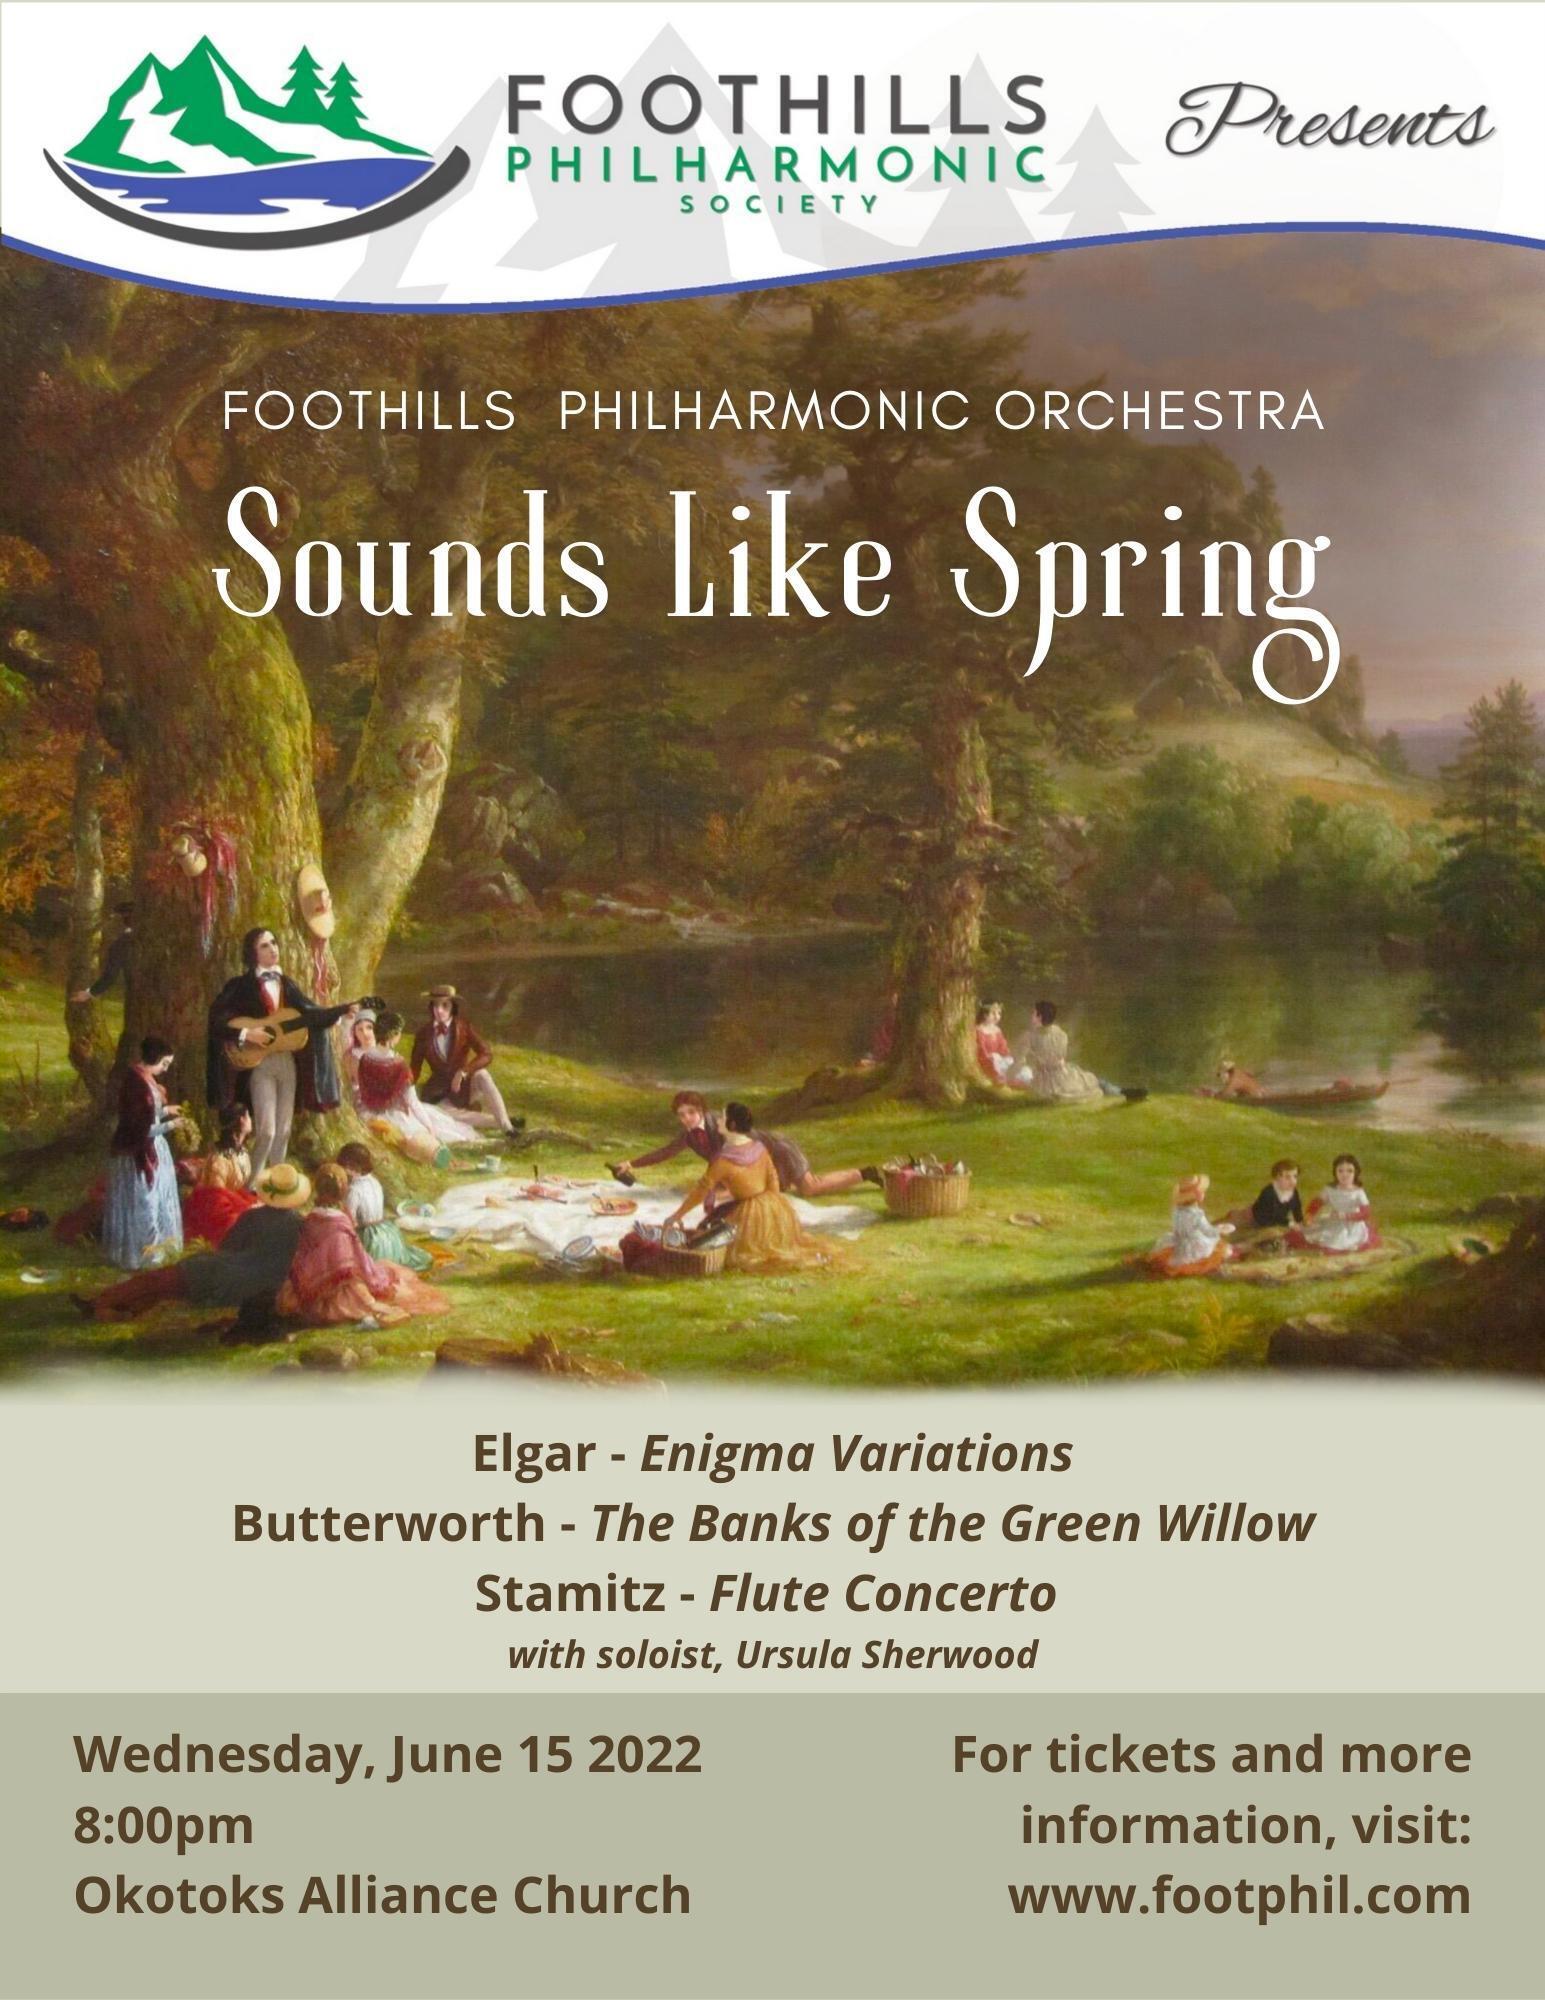 FOOTHILLS
PHILHARMONIC
SOCIETY
Presents
FOOTHILLS PHILHARMONIC ORCHESTRA
Sounds Like Spring
Elgar - Enigma Variations
Butterworth - The Banks of the Green Willow
Stamitz - Flute Concerto
with soloist, Ursula Sherwood
Wednesday, June 15 2022
8:00pm
Okotoks Alliance Church
For tickets and more
information, visit:
www.footphil.com